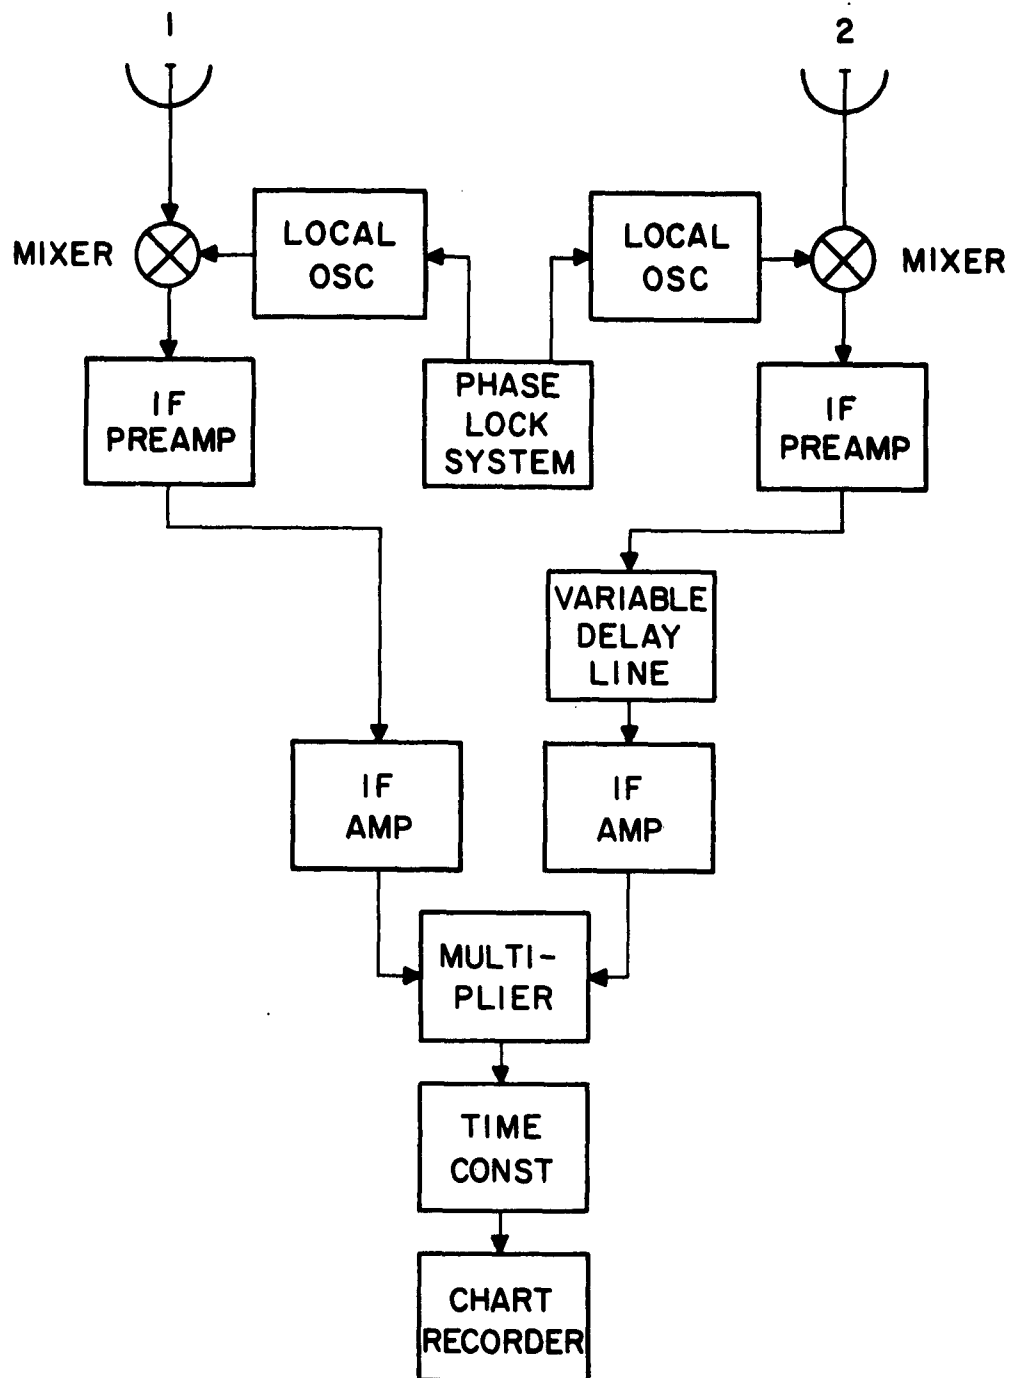 1
2
MIXER
LOCAL
OSC
LOCAL
OSC
MIXER
IF
PREAMP
PHASE
LOCK
SYSTEM
IF
PREAMP
VARIABLE
DELAY
LINE
IF
AMP
IF
AMP
MULTI-
PLIER
TIME
CONST
CHART
RECORDER